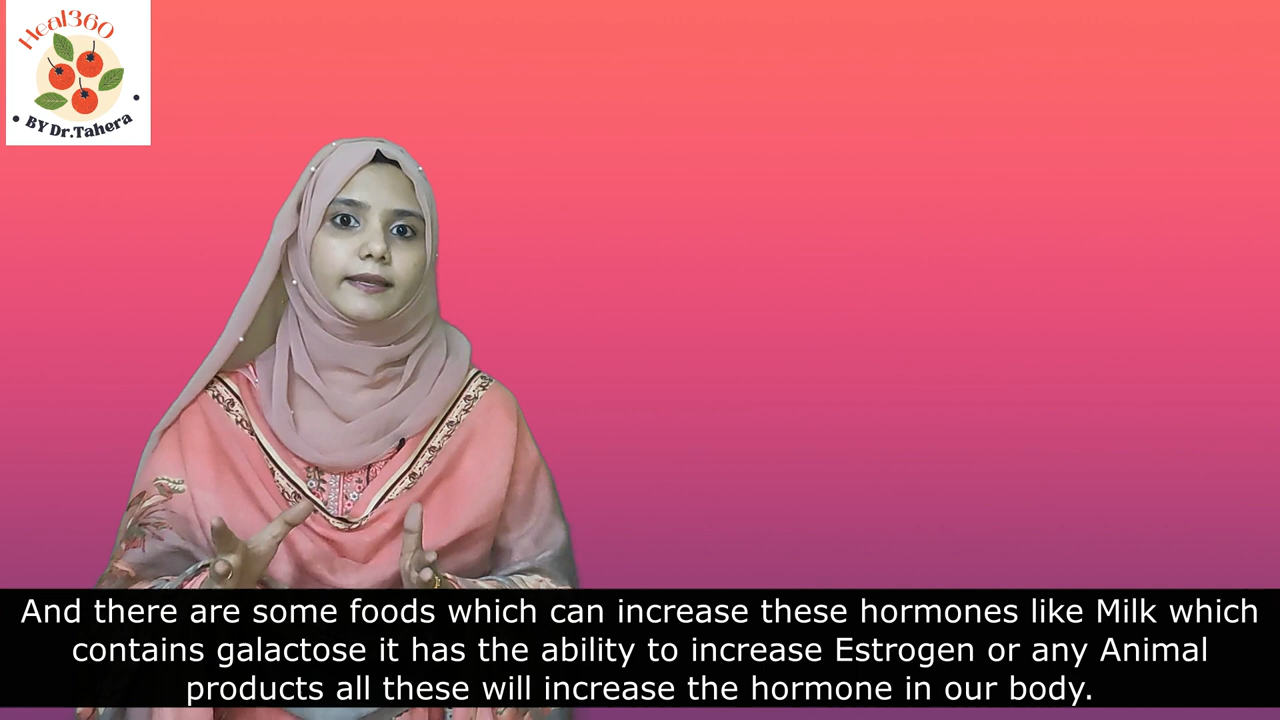 Heal360
BY Dr.Tahera
And there are some foods which can increase these hormones like Milk which
contains galactose it has the ability to increase Estrogen or any Animal
products all these will increase the hormone in our body.